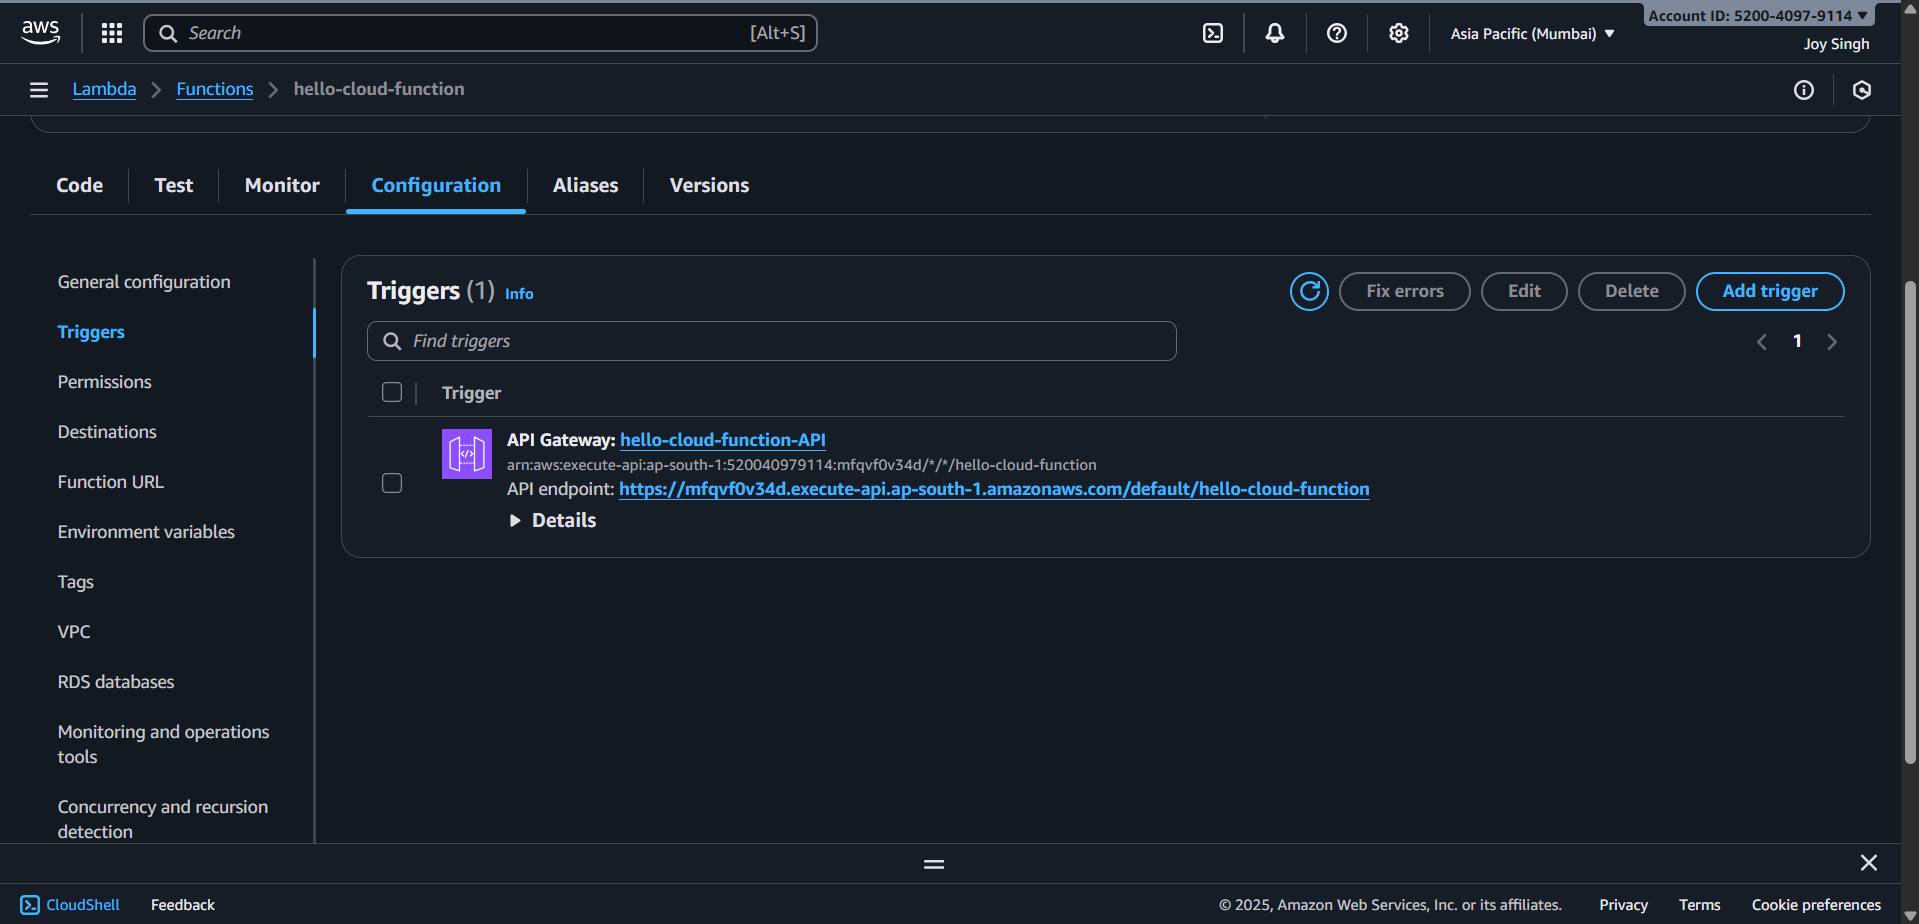 aws
Search [Alt+S]
Asia Pacific (Mumbai) ▼
Account ID: 5200-4097-9114 ▼
Joy Singh
Lambda > Functions > hello-cloud-function
Code Test Monitor Configuration Aliases Versions
General configuration
Triggers
Permissions
Destinations
Function URL
Environment variables
Tags
VPC
RDS databases
Monitoring and operations
tools
Concurrency and recursion
detection
Triggers (1) Info
Fix errors Edit Delete Add trigger
Find triggers
1
Trigger
API Gateway: hello-cloud-function-API
arn:aws:execute-api:ap-south-1:520040979114:mfqvf0v34d/*/*/hello-cloud-function
API endpoint: https://mfqvf0v34d.execute-api.ap-south-1.amazonaws.com/default/hello-cloud-function
Details
CloudShell Feedback
© 2025, Amazon Web Services, Inc. or its affiliates. Privacy Terms Cookie preferences